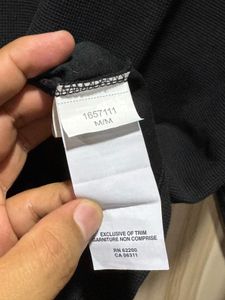 1657111
M/M
EXCLUSIVE OF TRIM
GARNITURE NON COMPRISE
RN 62200
CA 06311